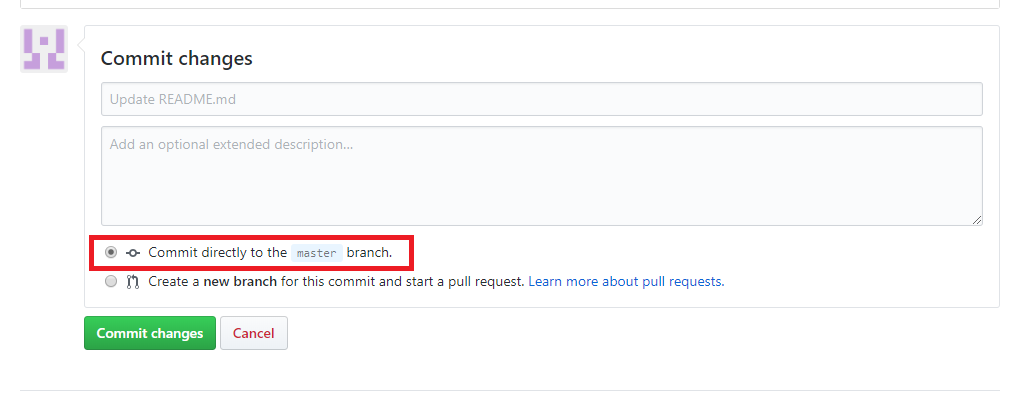 Commit changes
Update README.md
Add an optional extended description...
Commit directly to the master branch.
Create a new branch for this commit and start a pull request. Learn more about pull requests.
Commit changes Cancel